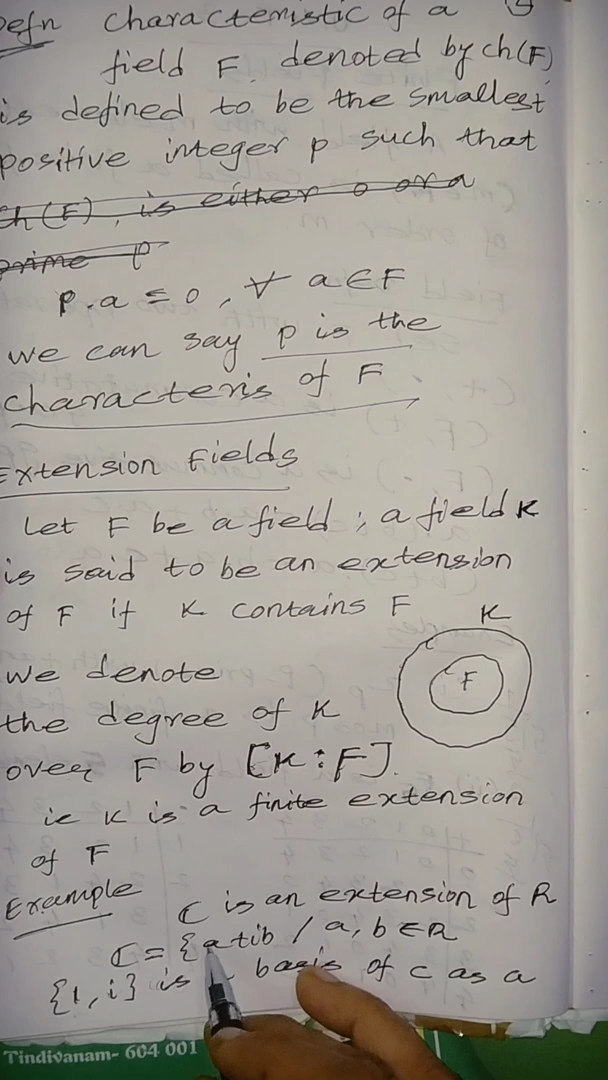 Defn characteristic of a
field F denoted by ch(F)
is defined to be the smallest
positive integer p such that
ch(F), is either 0 or a
prime p
p.a = 0, ∀ a∈F
we can say p is the
characteris of F
Extension Fields
Let F be a field; a field K
is said to be an extension
of F if K contains F
K
F
We denote
the degree of K
over F by [K:F].
ie K is a finite extension
of F
Example
C is an extension of R
C = {a+ib / a, b ∈ R
{1, i} is basis of C as a
Tindivanam- 604 001